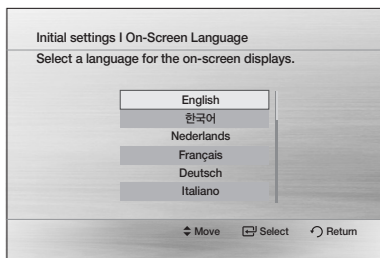 Initial settings I On-Screen Language
Select a language for the on-screen displays.
English
한국어
Nederlands
Français
Deutsch
Italiano
Move Select Return